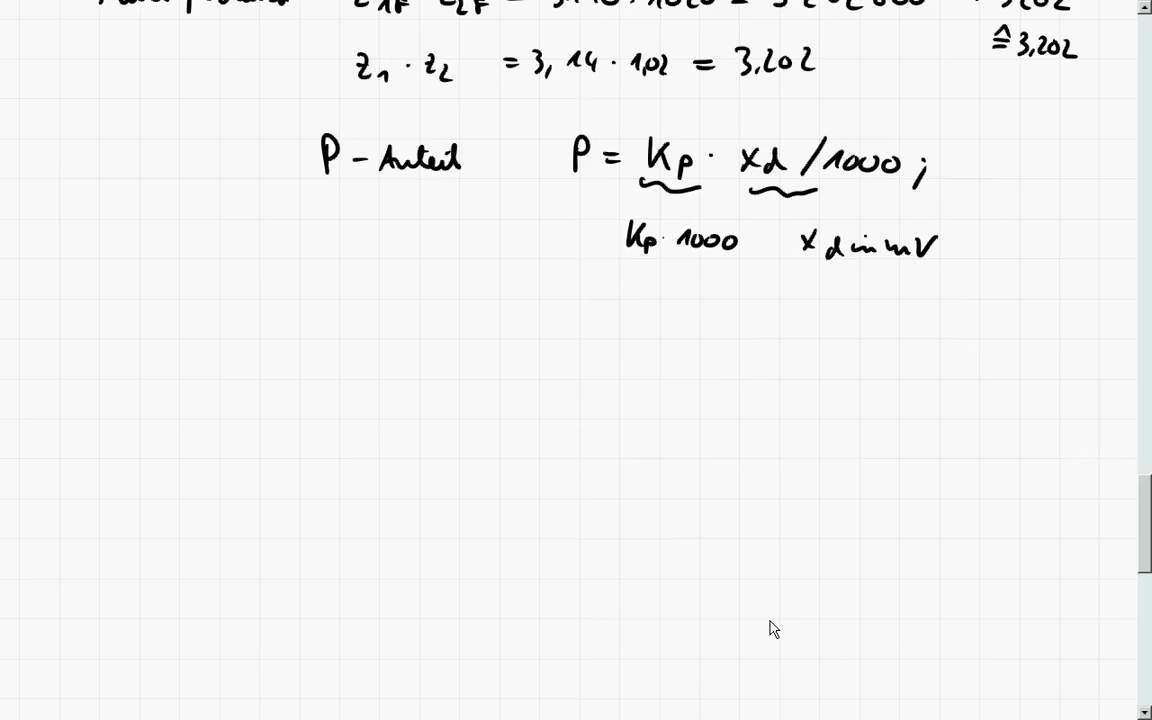 = 3202
≙ 3,202
z₁ · z₂ = 3,14 · 1,02 = 3.202
P - Anteil P = Kp · xd /1000 ;
Kp · 1000 xd in mV